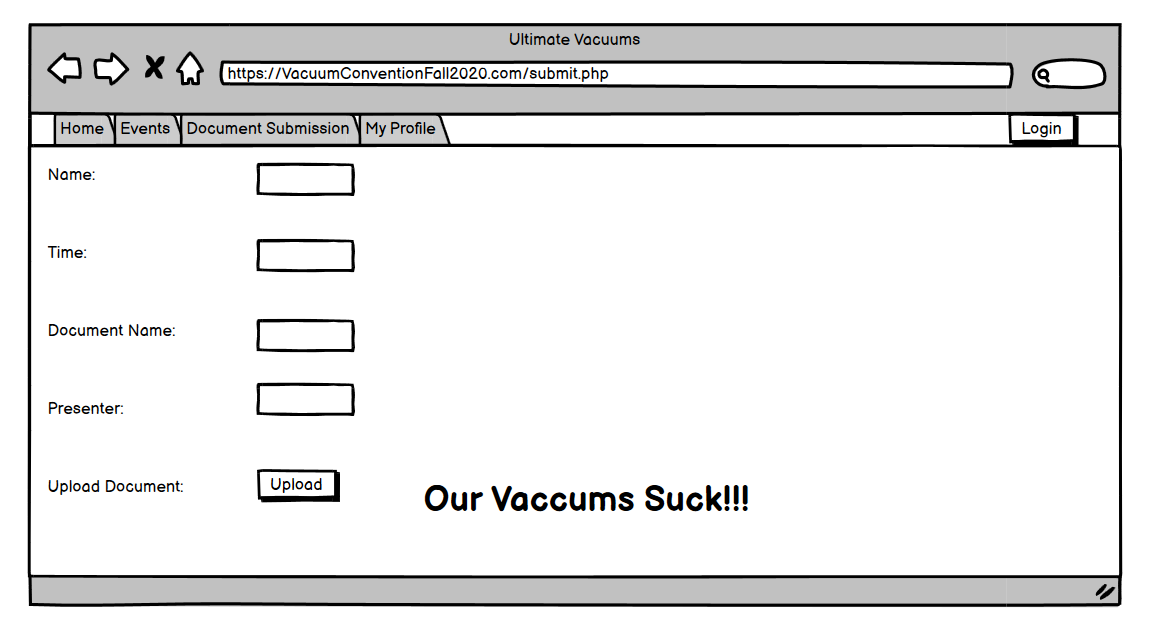 Ultimate Vacuums
https://VacuumConventionFall2020.com/submit.php
Home Events Document Submission My Profile Login
Name:
Time:
Document Name:
Presenter:
Upload Document: Upload
Our Vaccums Suck!!!